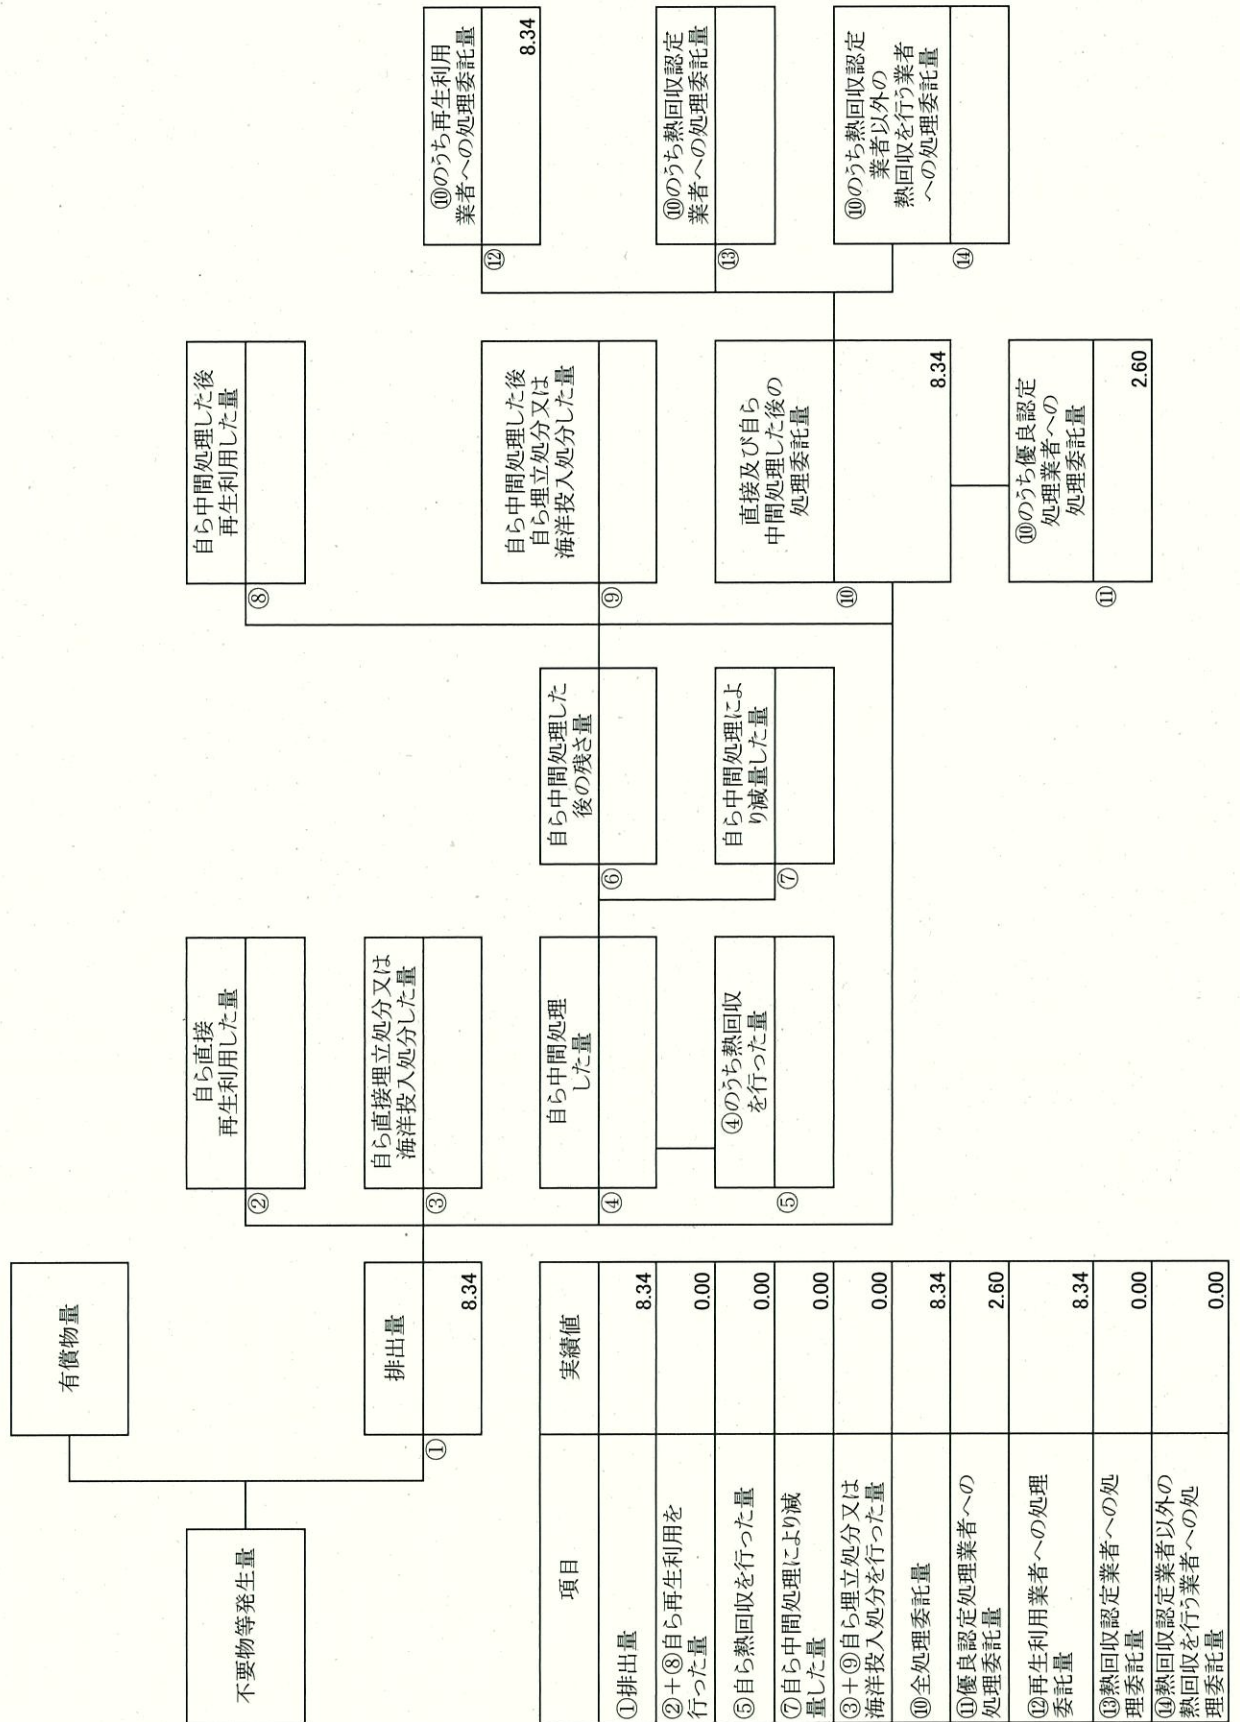 不要物等発生量
有償物量
①
排出量
8.34
②
自ら直接
再生利用した量
③
自ら直接埋立処分又は
海洋投入処分した量
④
自ら中間処理
した量
⑤
④のうち熱回収
を行った量
⑥
自ら中間処理した
後の残さ量
⑦
自ら中間処理によ
り減量した量
⑧
自ら中間処理した後
再生利用した量
⑨
自ら中間処理した後
自ら埋立処分又は
海洋投入処分した量
⑩
直接及び自ら
中間処理した後の
処理委託量
8.34
⑪
⑩のうち優良認定
処理業者への
処理委託量
2.60
⑫
⑩のうち再生利用
業者への処理委託量
8.34
⑬
⑩のうち熱回収認定
業者への処理委託量
⑭
⑩のうち熱回収認定
業者以外の
熱回収を行う業者
への処理委託量
項目 実績値
①排出量 8.34
②+⑧自ら再生利用を
行った量 0.00
⑤自ら熱回収を行った量 0.00
⑦自ら中間処理により減
量した量 0.00
③+⑨自ら埋立処分又は
海洋投入処分を行った量 0.00
⑩全処理委託量 8.34
⑪優良認定処理業者への
処理委託量 2.60
⑫再生利用業者への処理
委託量 8.34
⑬熱回収認定業者への処
理委託量 0.00
⑭熱回収認定業者以外の
熱回収を行う業者への処
理委託量 0.00